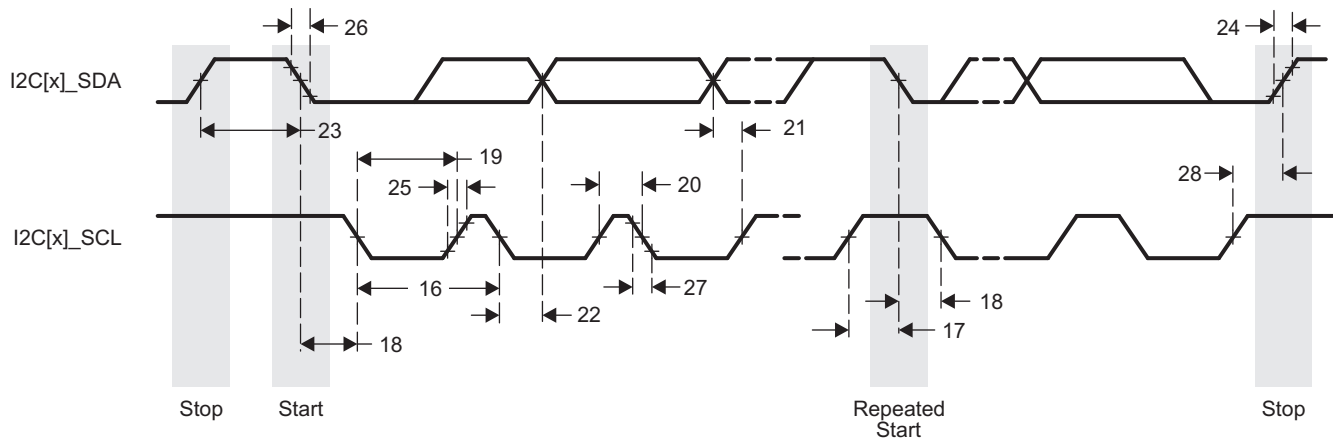 26
24
I2C[x]_SDA
23
21
19
25
20
28
I2C[x]_SCL
16
27
22
18
17
18
Stop
Start
Repeated
Start
Stop